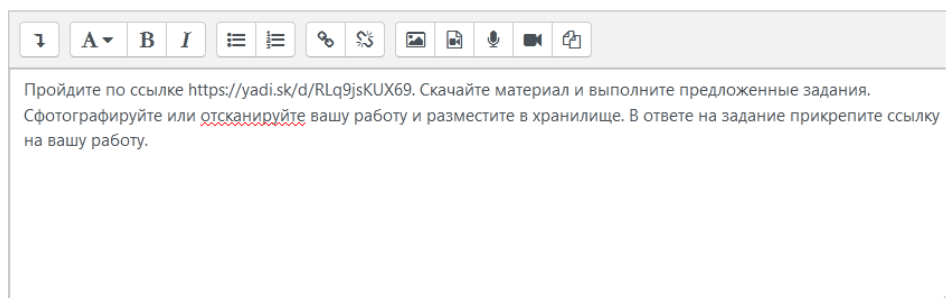 Пройдите по ссылке https://yadi.sk/d/RLq9jsKUX69. Скачайте материал и выполните предложенные задания.
Сфотографируйте или отсканируйте вашу работу и разместите в хранилище. В ответе на задание прикрепите ссылку
на вашу работу.